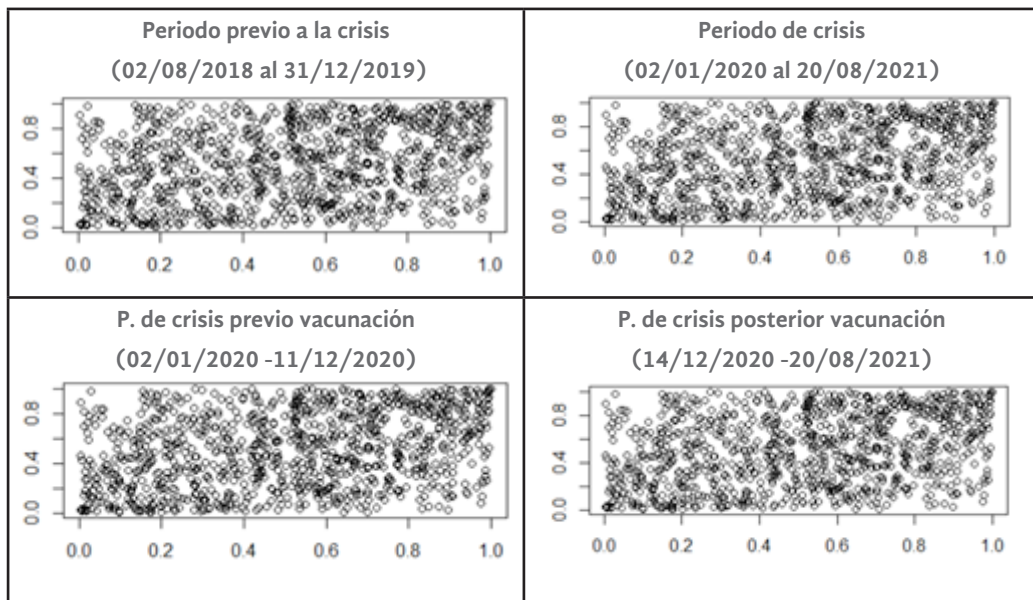 Periodo previo a la crisis
(02/08/2018 al 31/12/2019)
0.0 0.4 0.8
0.0 0.2 0.4 0.6 0.8 1.0
Periodo de crisis
(02/01/2020 al 20/08/2021)
0.0 0.4 0.8
0.0 0.2 0.4 0.6 0.8 1.0
P. de crisis previo vacunación
(02/01/2020 -11/12/2020)
0.0 0.4 0.8
0.0 0.2 0.4 0.6 0.8 1.0
P. de crisis posterior vacunación
(14/12/2020 -20/08/2021)
0.0 0.4 0.8
0.0 0.2 0.4 0.6 0.8 1.0